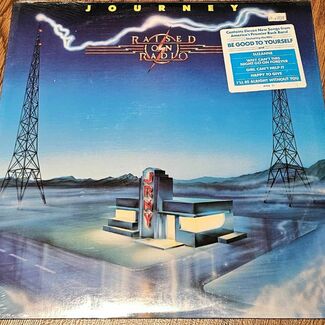 JOURNEY
RAISED
ON
RADIO
Contains Eleven New Songs from
America's Premier Rock Band
BE GOOD TO YOURSELF
SUZANNE
WHY CAN'T THIS
NIGHT GO ON FOREVER
GIRL CAN'T HELP IT
HAPPY TO GIVE
I'LL BE ALRIGHT WITHOUT YOU
JRNY